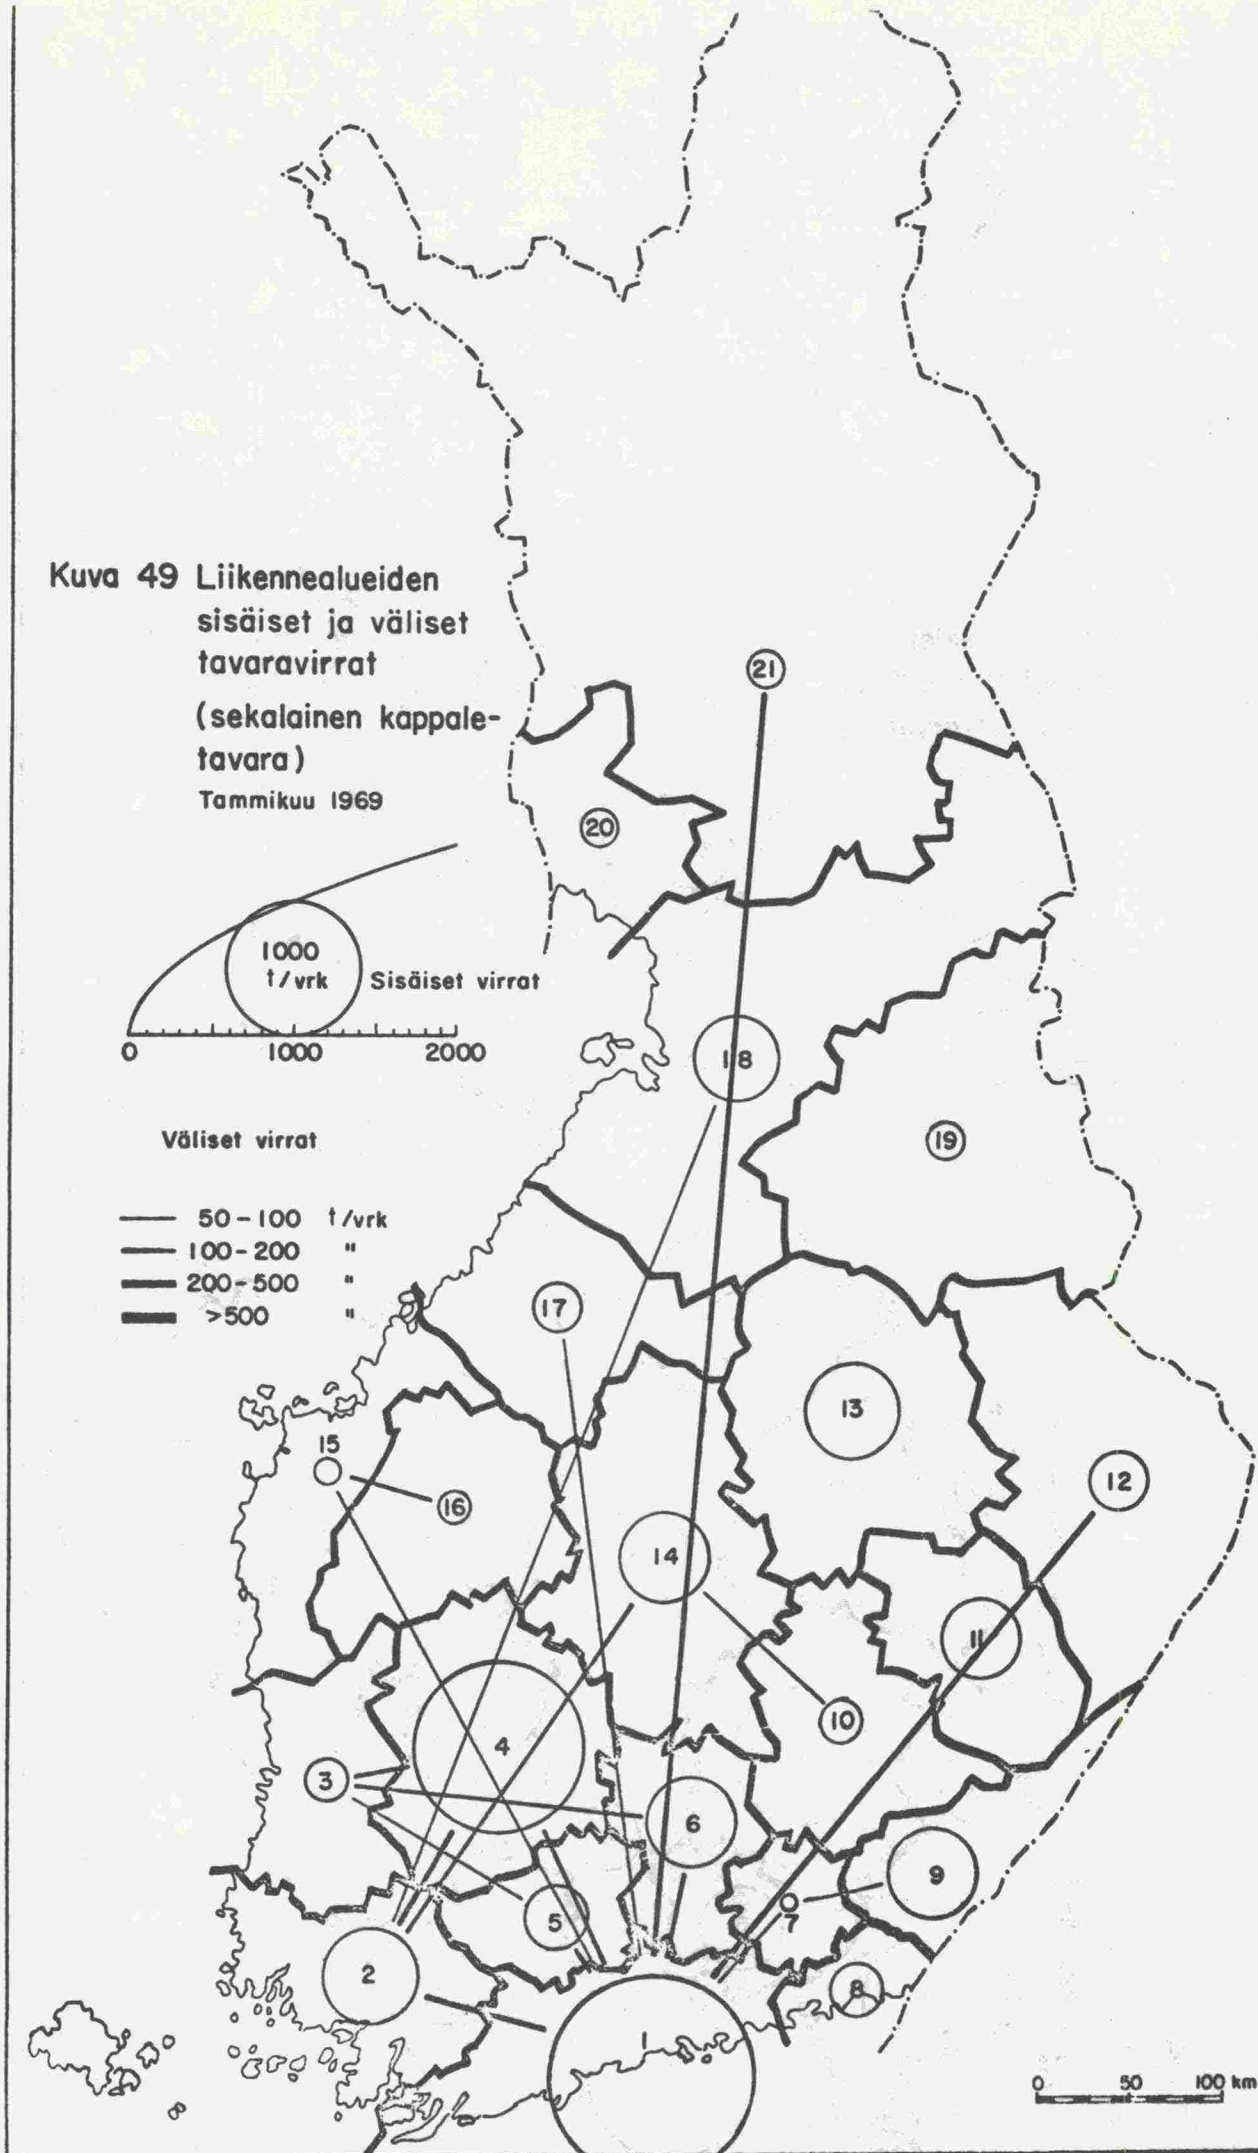 Kuva 49 Liikennealueiden
sisäiset ja väliset
tavaravirrat
(sekalainen kappale-
tavara)
Tammikuu 1969
1000
t/vrk
Sisäiset virrat
0 1000 2000
Väliset virrat
50-100 t/vrk
100-200 "
200-500 "
>500 "
21
20
18
19
17
13
15
16
12
14
11
10
4
3
6
9
5
7
2
8
1
0 50 100 km